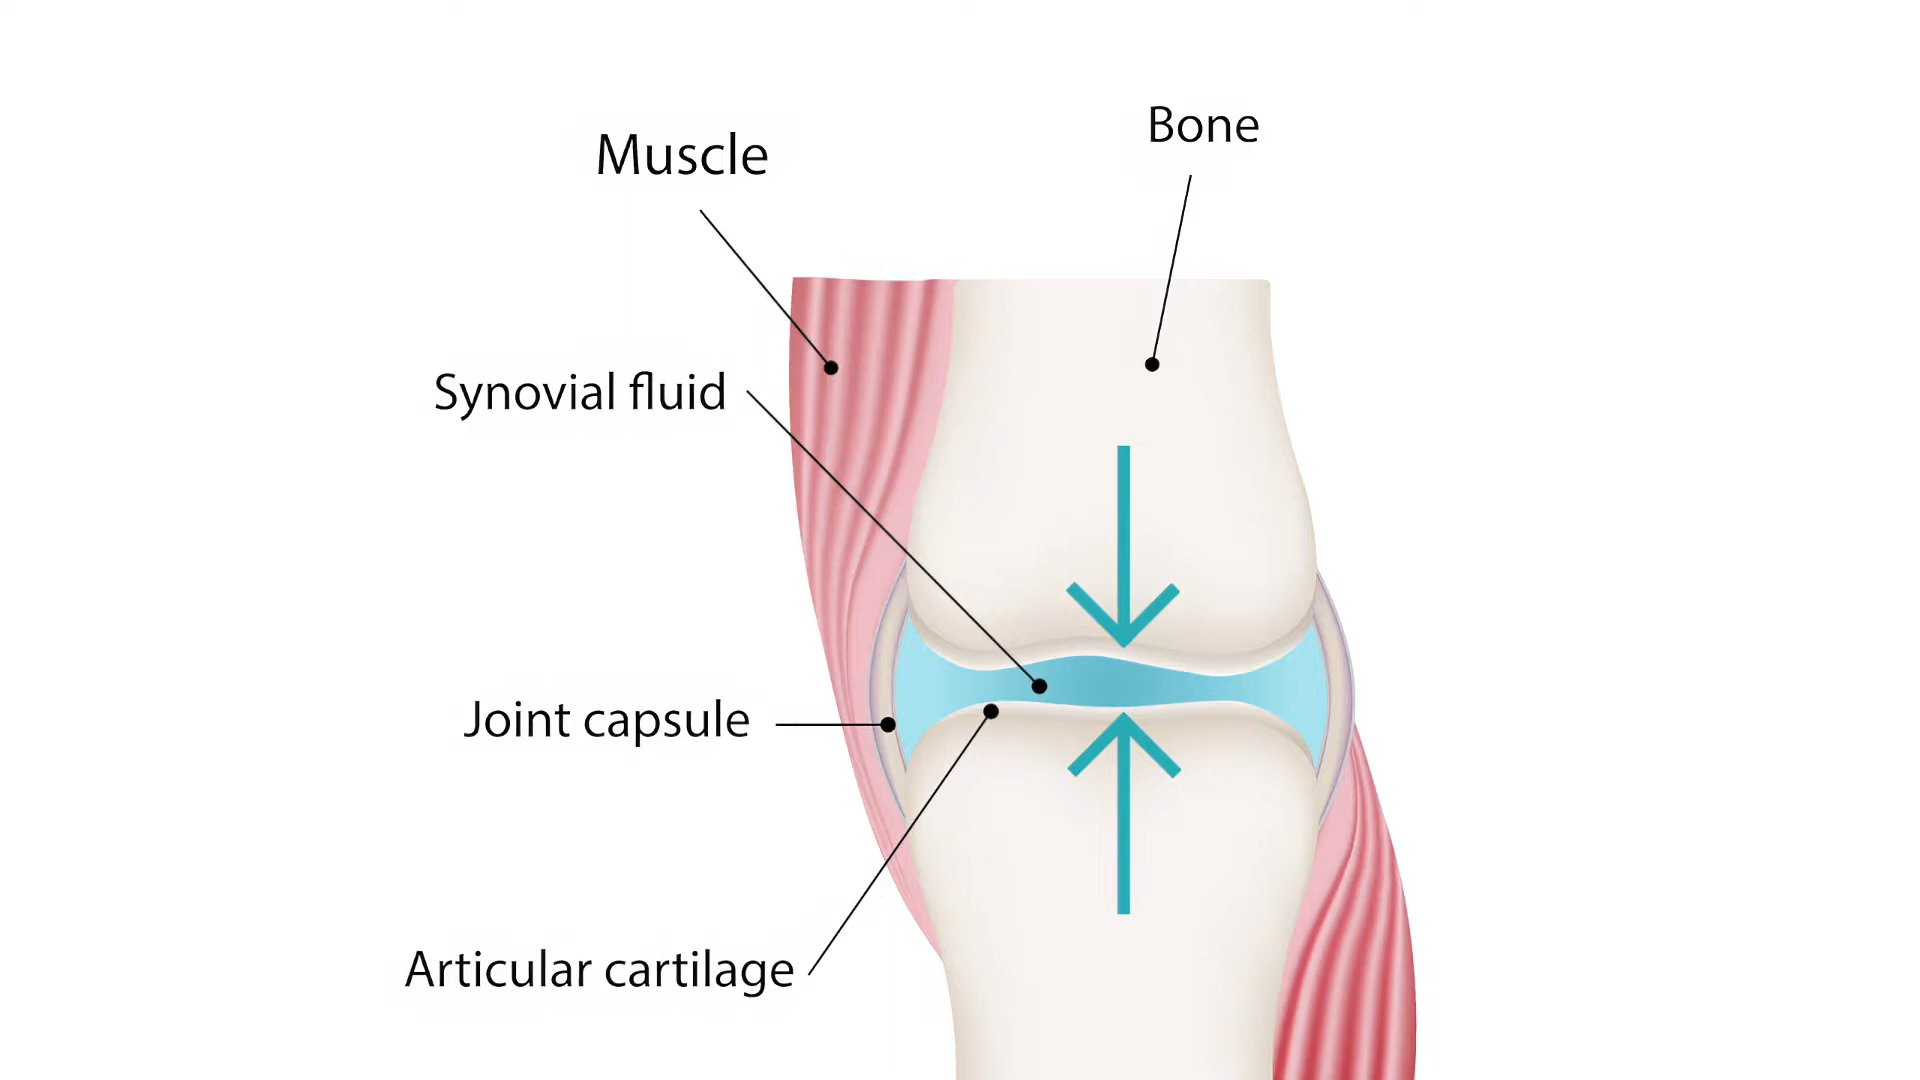 Bone
Muscle
Synovial fluid
Joint capsule
Articular cartilage